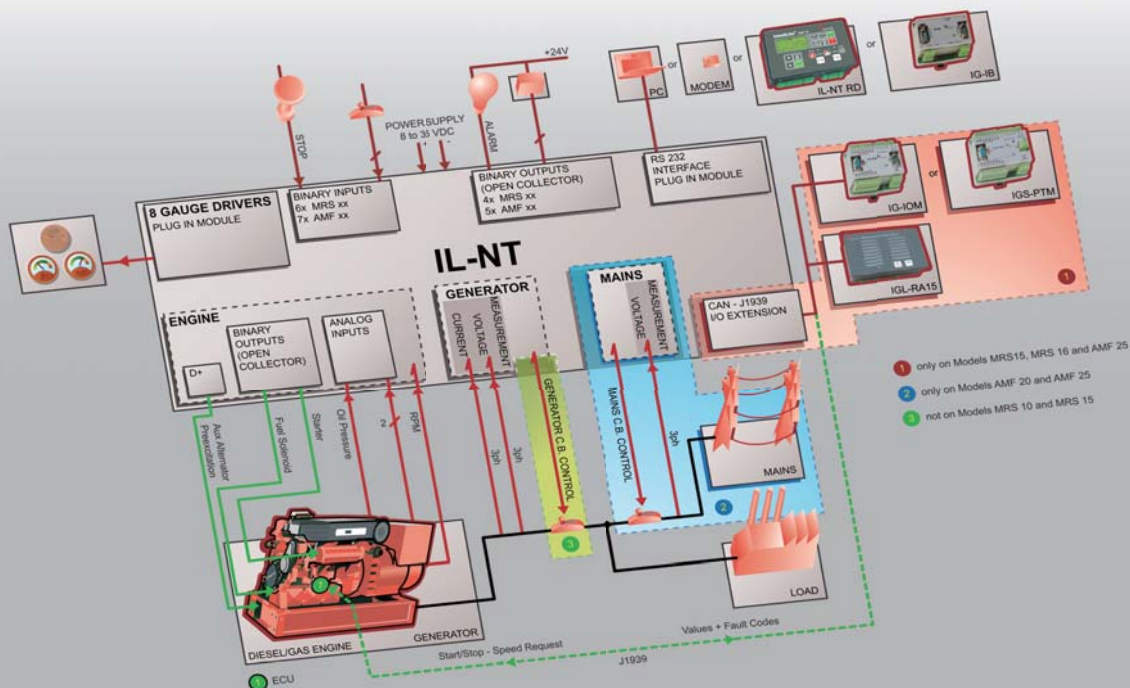 +24V
PC
or
MODEM
or
IL-NT RD
or
IG-IB
STOP
POWER SUPPLY
8 to 35 VDC
ALARM
8 GAUGE DRIVERS
PLUG IN MODULE
BINARY INPUTS
6x MRS xx
7x AMF xx
BINARY OUTPUTS
(OPEN COLLECTOR)
4x MRS xx
5x AMF xx
RS 232
INTERFACE
PLUG IN MODULE
IG-IOM
or
IGS-PTM
IGL-RA15
1
IL-NT
ENGINE
D+
BINARY
OUTPUTS
(OPEN
COLLECTOR)
ANALOG
INPUTS
GENERATOR
CURRENT
VOLTAGE
MEASUREMENT
MAINS
VOLTAGE
MEASUREMENT
CAN - J1939
I/O EXTENSION
1 only on Models MRS15, MRS 16 and AMF 25
2 only on Models AMF 20 and AMF 25
3 not on Models MRS 10 and MRS 15
Aux Alternator
Preexcitation
Fuel Solenoid
Starter
Oil Pressure
2
RPM
3ph
3ph
GENERATOR C.B. CONTROL
MAINS C.B. CONTROL
3ph
MAINS
2
3
LOAD
1
DIESEL/GAS ENGINE
GENERATOR
Start/Stop - Speed Request
Values + Fault Codes
J1939
1 ECU